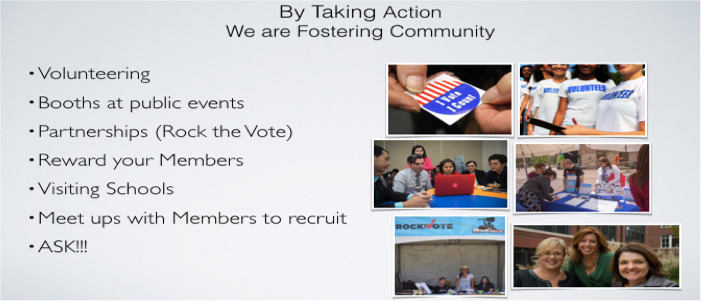 By Taking Action
We are Fostering Community
• Volunteering
• Booths at public events
• Partnerships (Rock the Vote)
• Reward your Members
• Visiting Schools
• Meet ups with Members to recruit
• ASK!!!
I Vote
I Count
VOLUNTEER
VOLUNTEER
ROCK THE VOTE